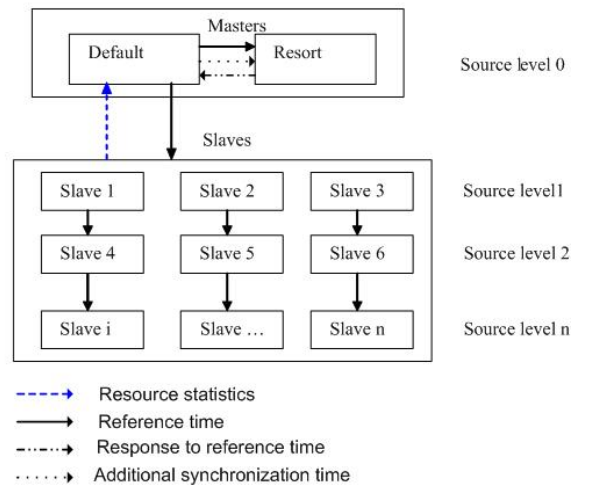 Masters
Default
Resort
Source level 0
Slaves
Slave 1
Slave 2
Slave 3
Source level1
Slave 4
Slave 5
Slave 6
Source level 2
Slave i
Slave ...
Slave n
Source level n
Resource statistics
Reference time
Response to reference time
Additional synchronization time